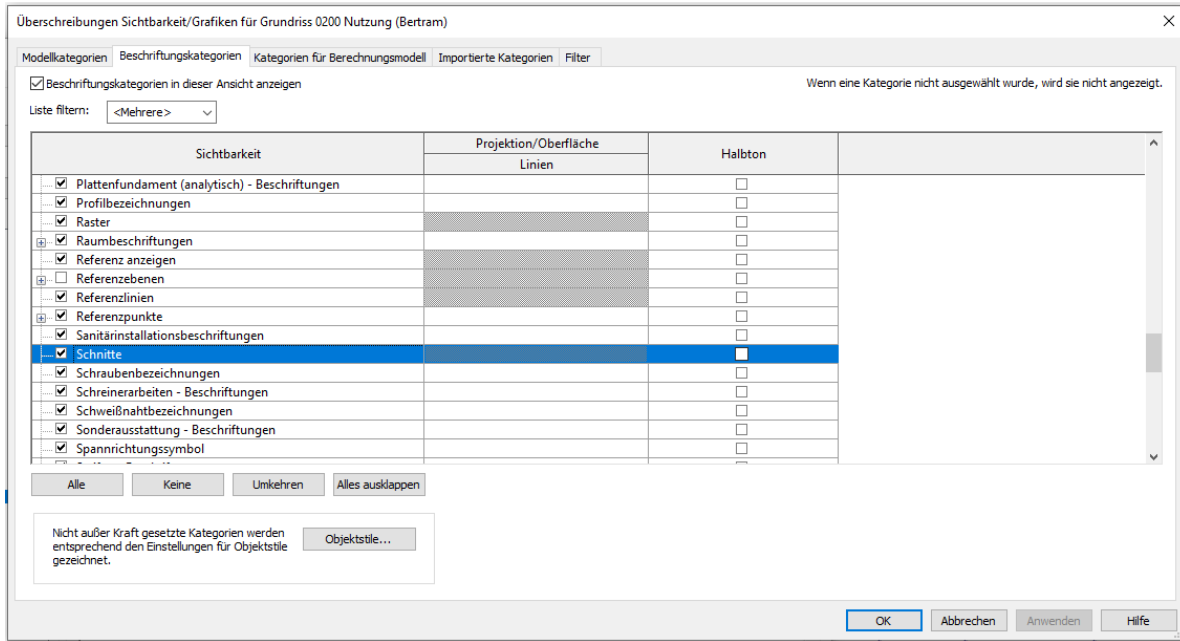 Überschreibungen Sichtbarkeit/Grafiken für Grundriss 0200 Nutzung (Bertram)
Modellkategorien Beschriftungskategorien Kategorien für Berechnungsmodell Importierte Kategorien Filter
Beschriftungskategorien in dieser Ansicht anzeigen
Wenn eine Kategorie nicht ausgewählt wurde, wird sie nicht angezeigt.
Liste filtern: <Mehrere>
Sichtbarkeit
Projektion/Oberfläche
Linien
Halbton
Plattenfundament (analytisch) - Beschriftungen
Profilbezeichnungen
Raster
Raumbeschriftungen
Referenz anzeigen
Referenzebenen
Referenzlinien
Referenzpunkte
Sanitärinstallationsbeschriftungen
Schnitte
Schraubenbezeichnungen
Schreinerarbeiten - Beschriftungen
Schweißnahtbezeichnungen
Sonderausstattung - Beschriftungen
Spannrichtungssymbol
Alle Keine Umkehren Alles ausklappen
Nicht außer Kraft gesetzte Kategorien werden
entsprechend den Einstellungen für Objektstile
gezeichnet.
Objektstile...
OK Abbrechen Anwenden Hilfe